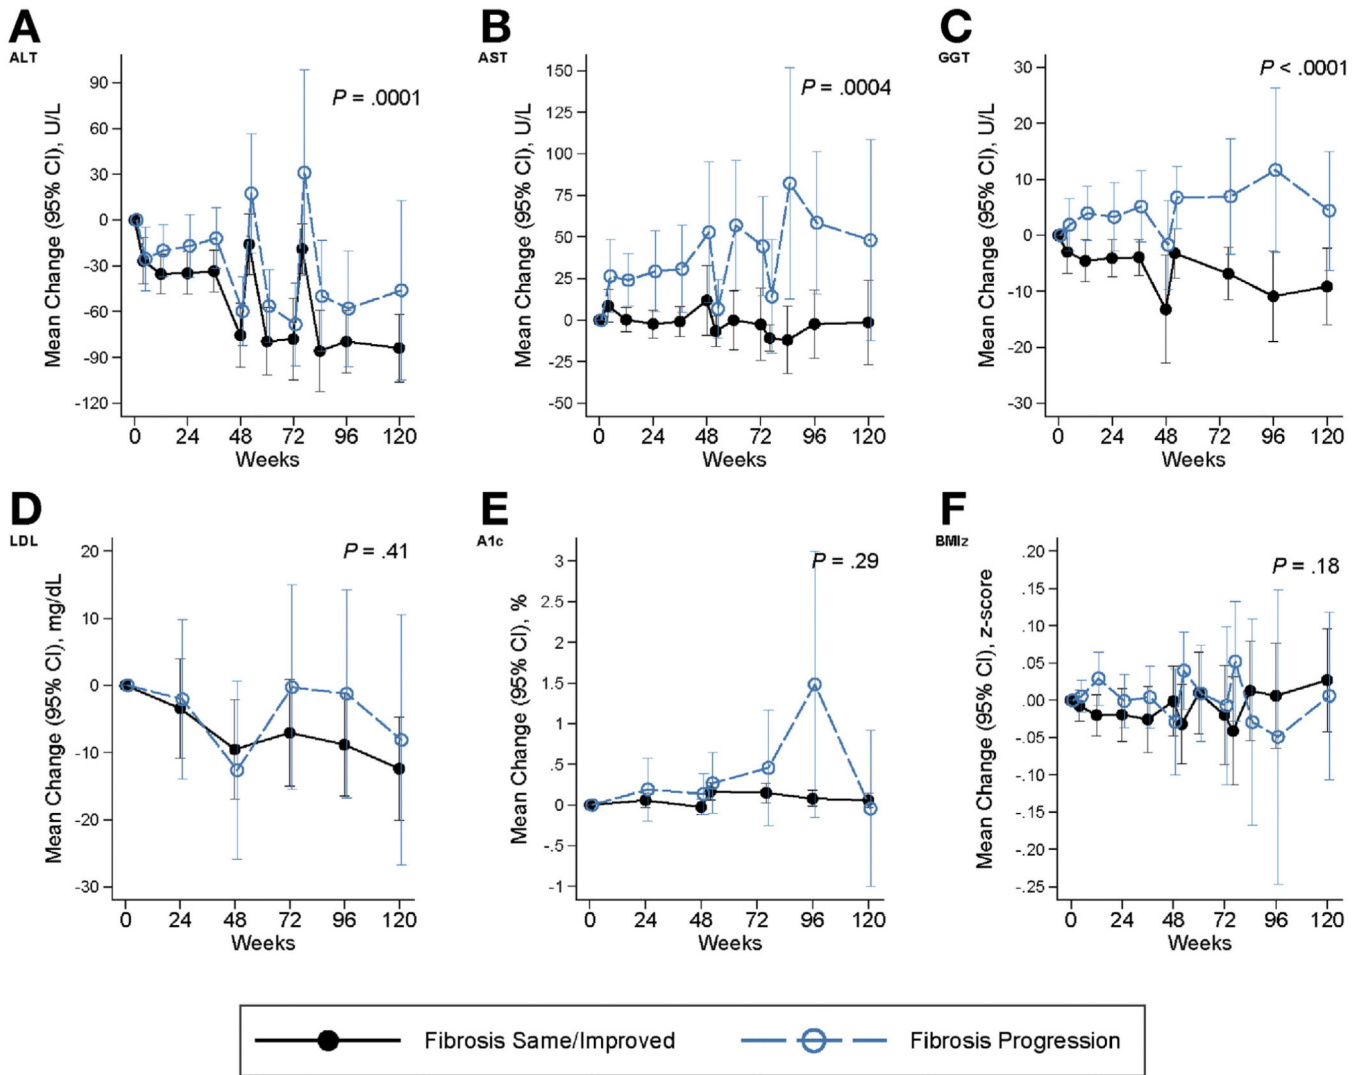 A
ALT
P = .0001
Mean Change (95% CI), U/L
90
60
30
0
-30
-60
-90
-120
0 24 48 72 96 120
Weeks
B
AST
P = .0004
Mean Change (95% CI), U/L
150
125
100
75
50
25
0
-25
-50
0 24 48 72 96 120
Weeks
C
GGT
P < .0001
Mean Change (95% CI), U/L
30
20
10
0
-10
-20
-30
0 24 48 72 96 120
Weeks
D
LDL
P = .41
Mean Change (95% CI), mg/dL
20
10
0
-10
-20
-30
0 24 48 72 96 120
Weeks
E
A1c
P = .29
Mean Change (95% CI), %
3
2.5
2
1.5
1
.5
0
-.5
-1
0 24 48 72 96 120
Weeks
F
BMIz
P = .18
Mean Change (95% CI), z-score
.20
.15
.10
.05
.00
-.05
-.10
-.15
-.20
-.25
0 24 48 72 96 120
Weeks
Fibrosis Same/Improved Fibrosis Progression